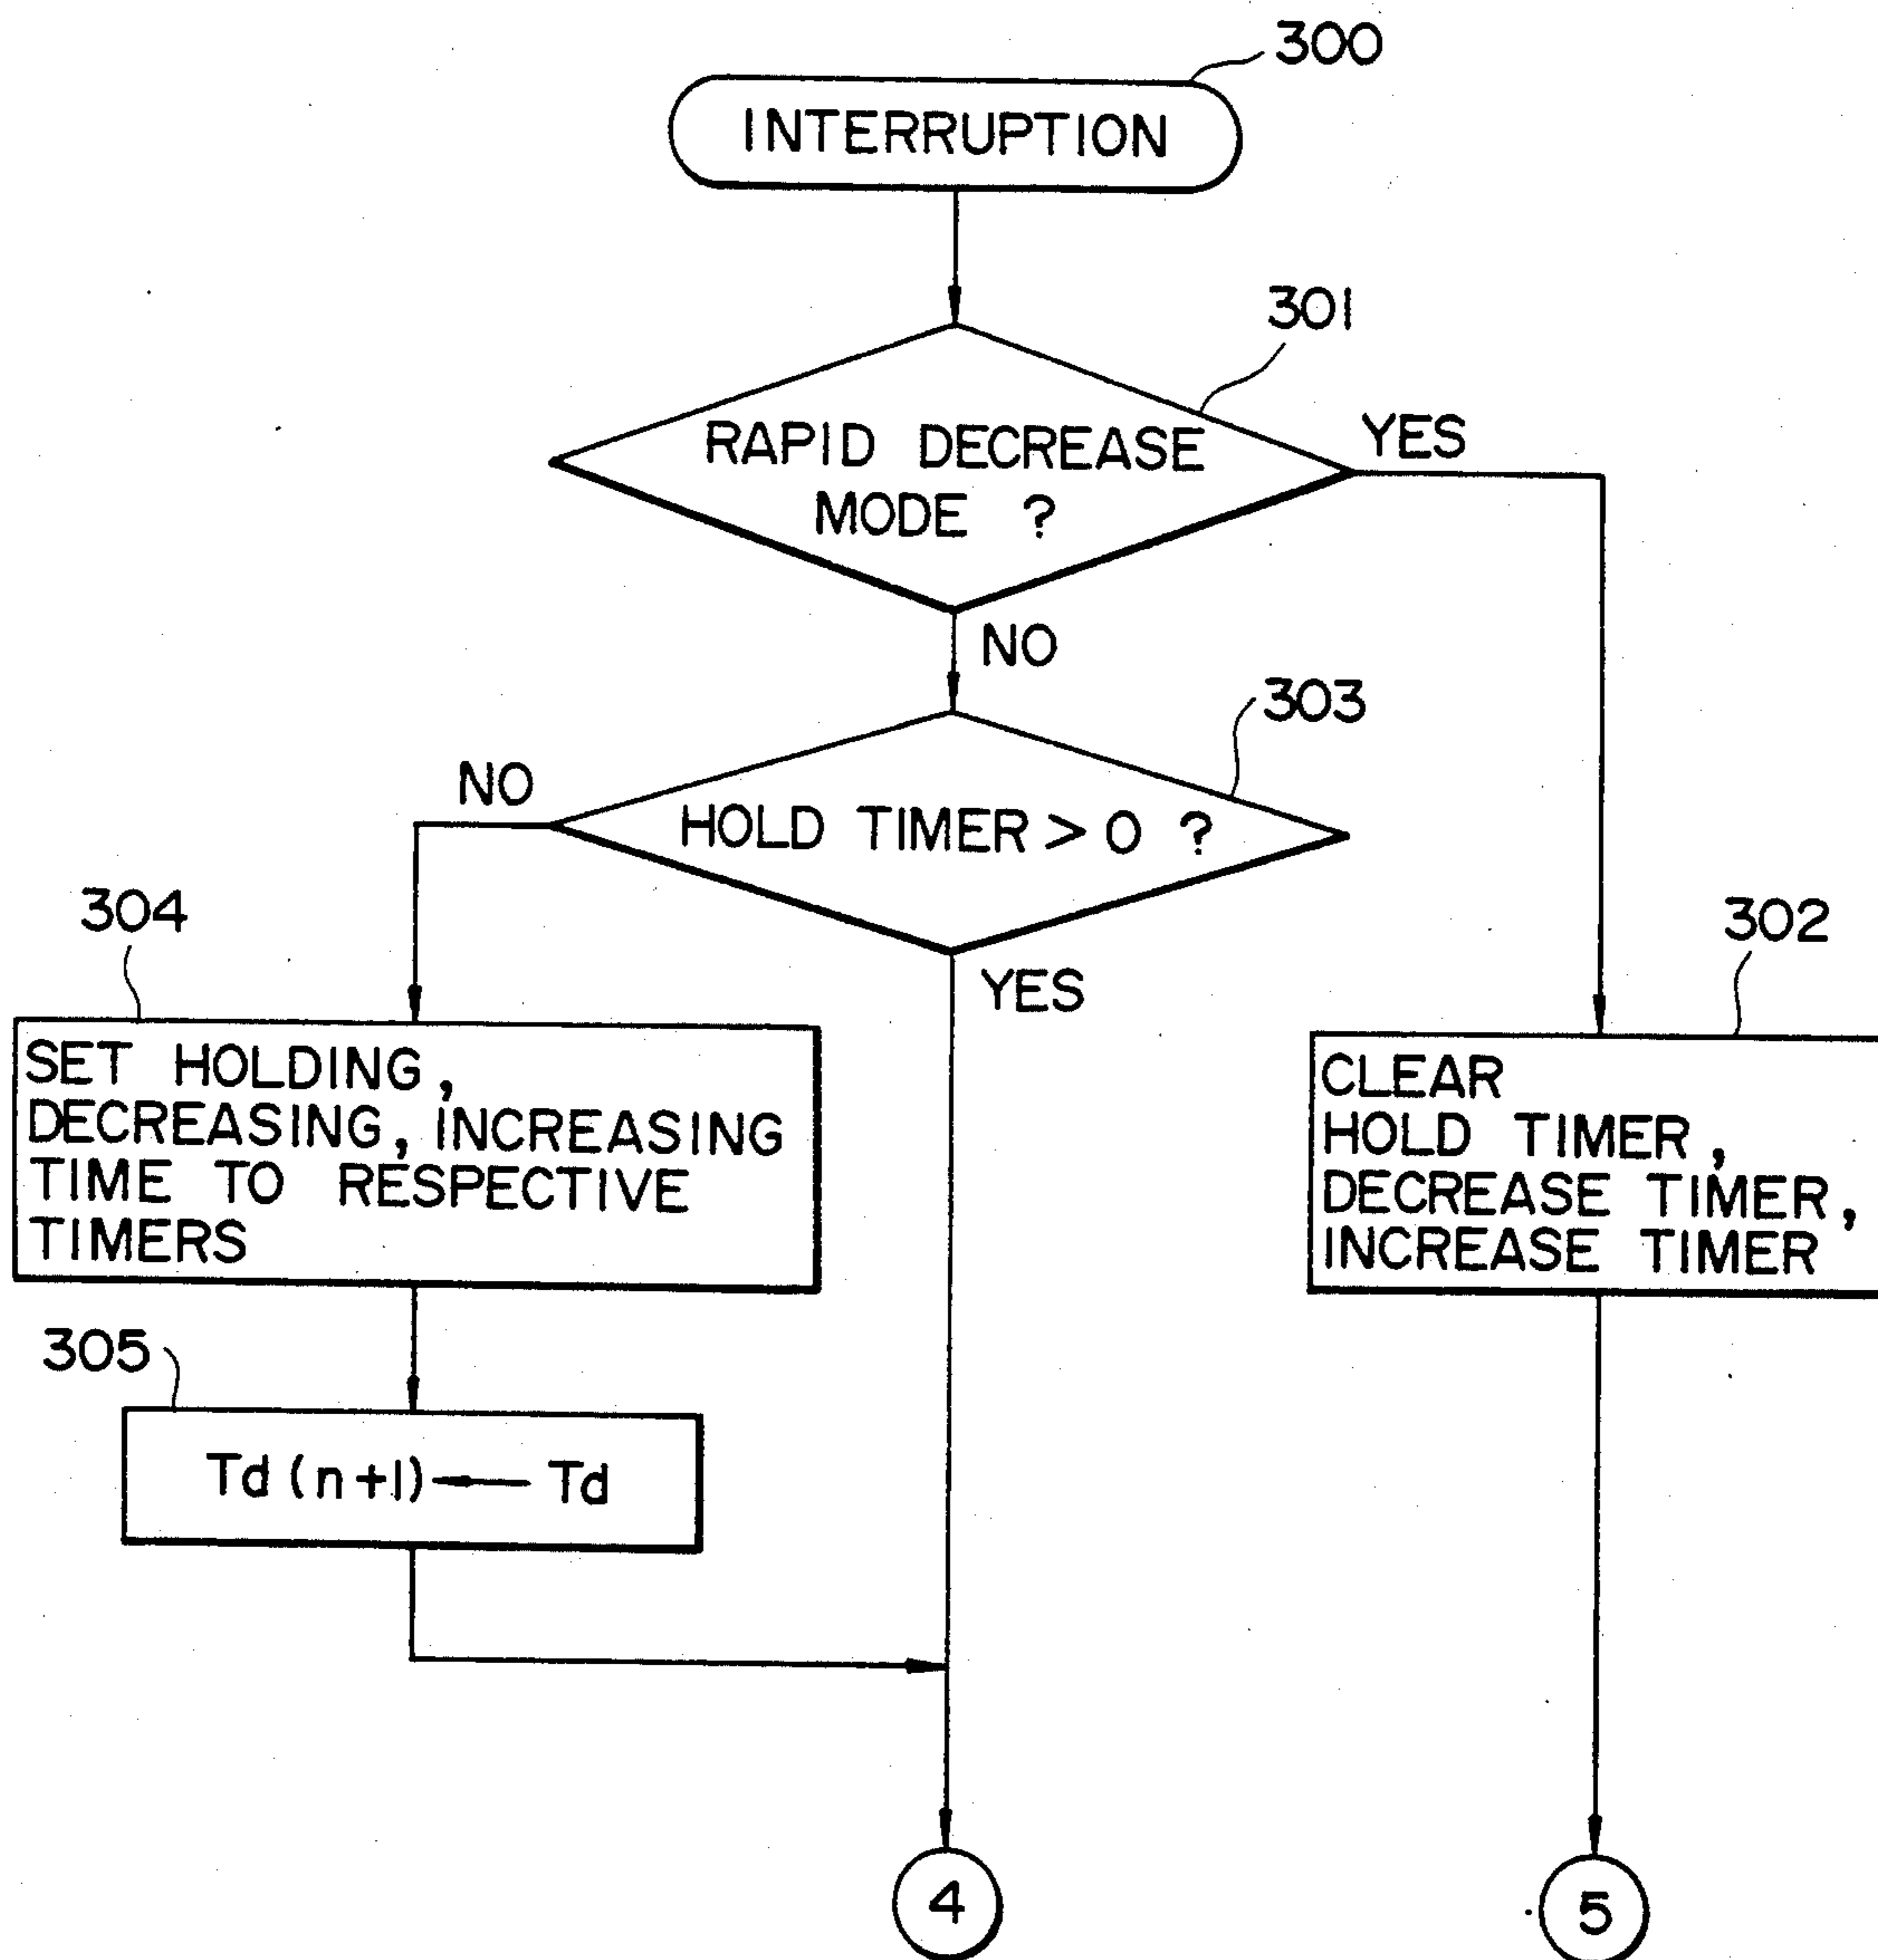 300
INTERRUPTION
301
RAPID DECREASE
MODE ?
YES
NO
303
HOLD TIMER > 0 ?
NO
YES
304
SET HOLDING,
DECREASING, INCREASING
TIME TO RESPECTIVE
TIMERS
302
CLEAR
HOLD TIMER,
DECREASE TIMER,
INCREASE TIMER
305
Td (n+1) ← Td
4
5